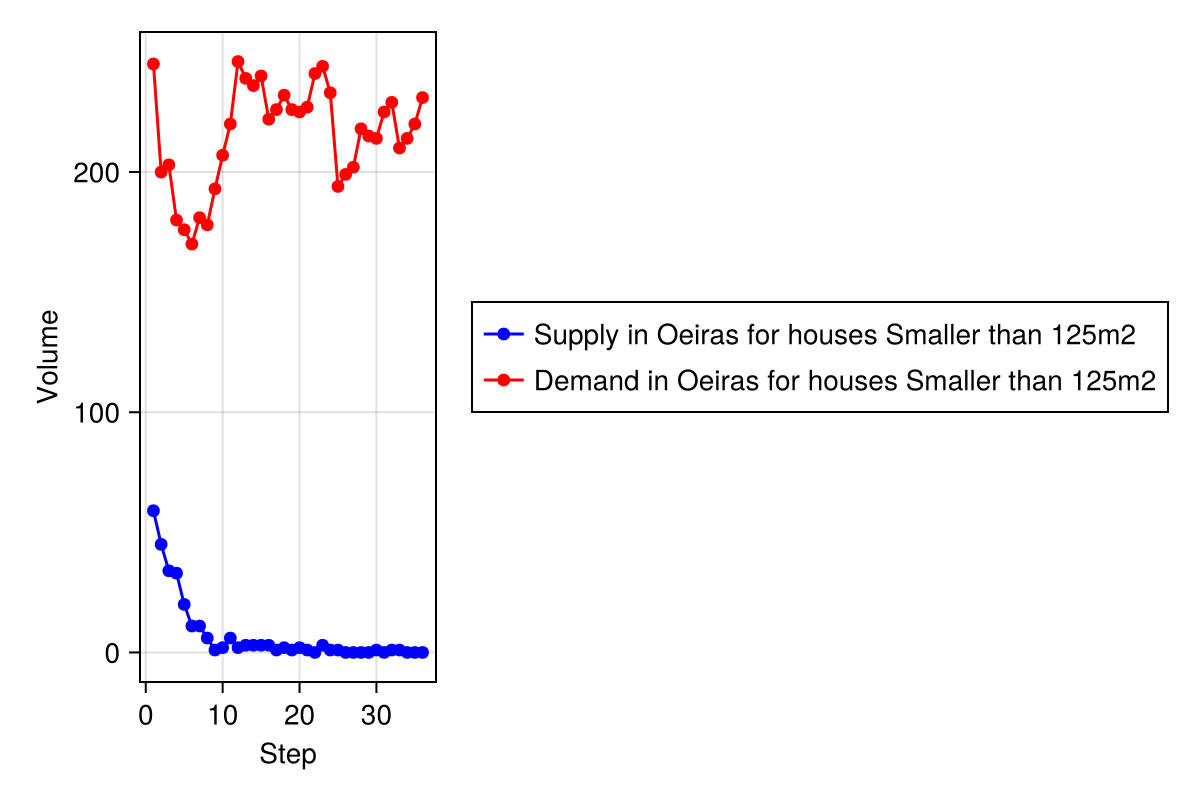 Volume
200
100
0
0 10 20 30
Step
Supply in Oeiras for houses Smaller than 125m2
Demand in Oeiras for houses Smaller than 125m2